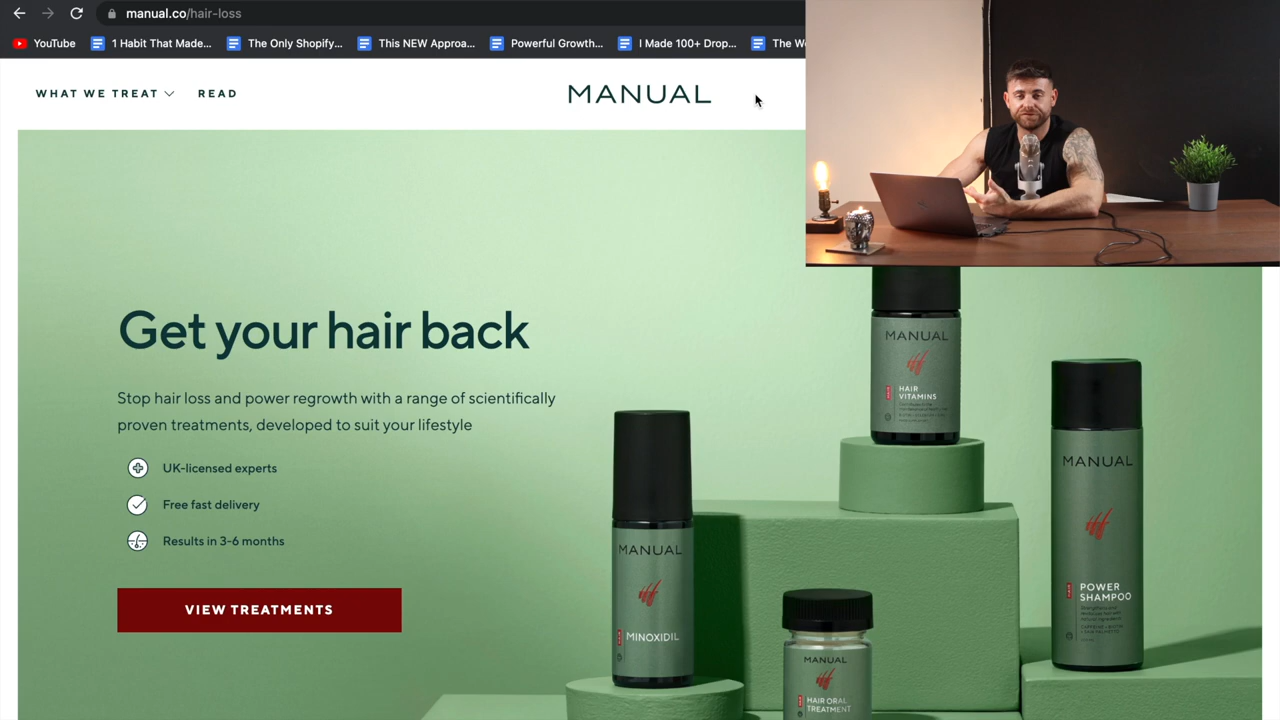 manual.co/hair-loss
YouTube
1 Habit That Made...
The Only Shopify...
This NEW Approa...
Powerful Growth...
I Made 100+ Drop...
The W
WHAT WE TREAT
READ
MANUAL
Get your hair back
Stop hair loss and power regrowth with a range of scientifically
proven treatments, developed to suit your lifestyle
UK-licensed experts
Free fast delivery
Results in 3-6 months
VIEW TREATMENTS
MANUAL
HAIR
VITAMINS
MANUAL
MINOXIDIL
MANUAL
HAIR ORAL
TREATMENT
MANUAL
POWER
SHAMPOO